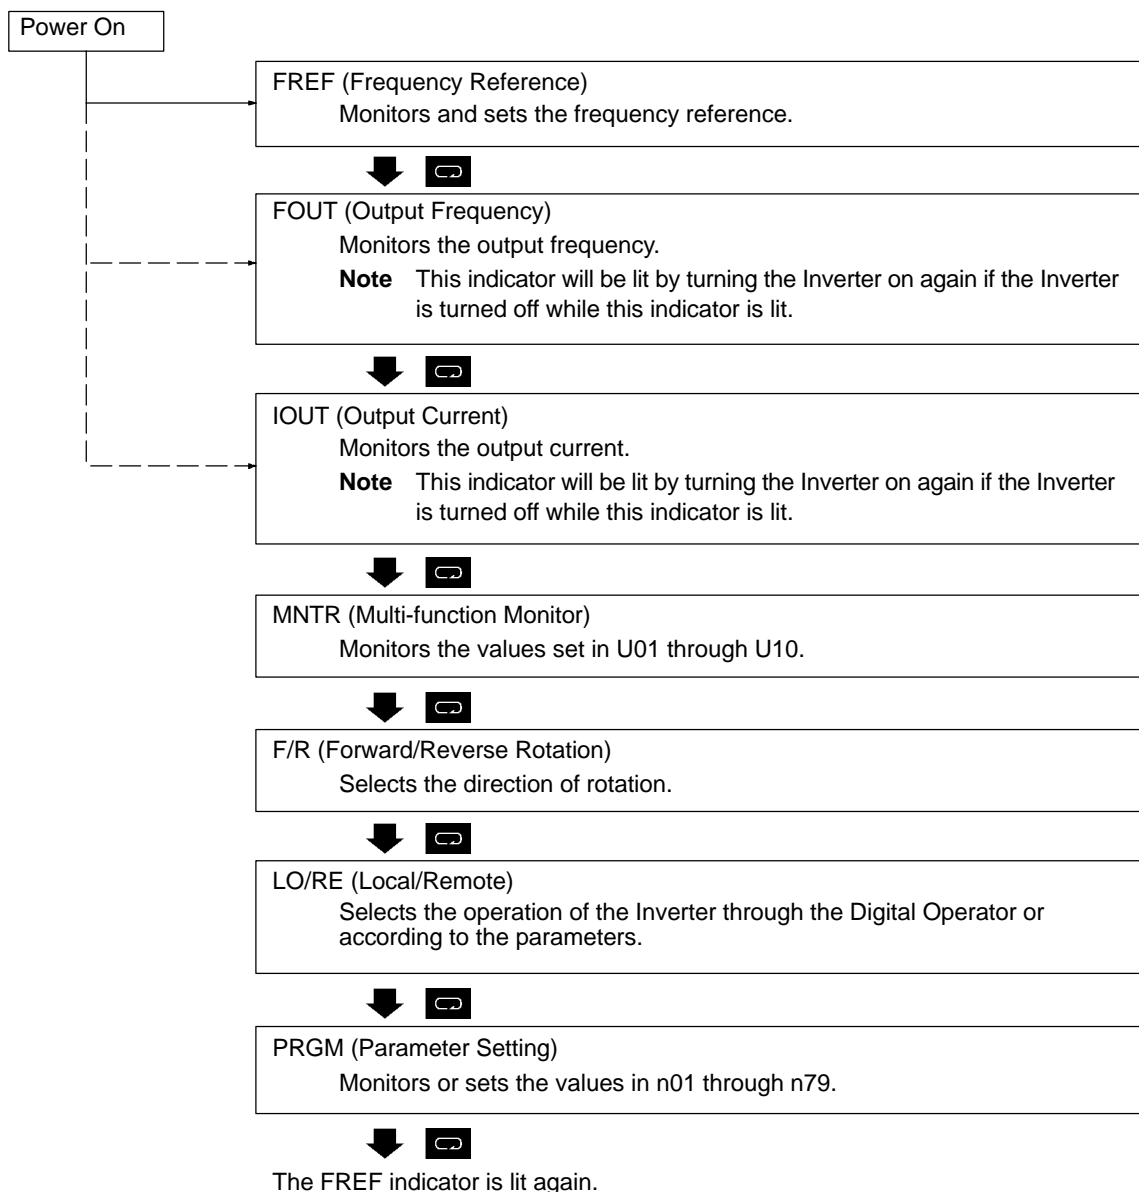 Power On
FREF (Frequency Reference)
Monitors and sets the frequency reference.
FOUT (Output Frequency)
Monitors the output frequency.
Note This indicator will be lit by turning the Inverter on again if the Inverter
is turned off while this indicator is lit.
IOUT (Output Current)
Monitors the output current.
Note This indicator will be lit by turning the Inverter on again if the Inverter
is turned off while this indicator is lit.
MNTR (Multi-function Monitor)
Monitors the values set in U01 through U10.
F/R (Forward/Reverse Rotation)
Selects the direction of rotation.
LO/RE (Local/Remote)
Selects the operation of the Inverter through the Digital Operator or
according to the parameters.
PRGM (Parameter Setting)
Monitors or sets the values in n01 through n79.
The FREF indicator is lit again.